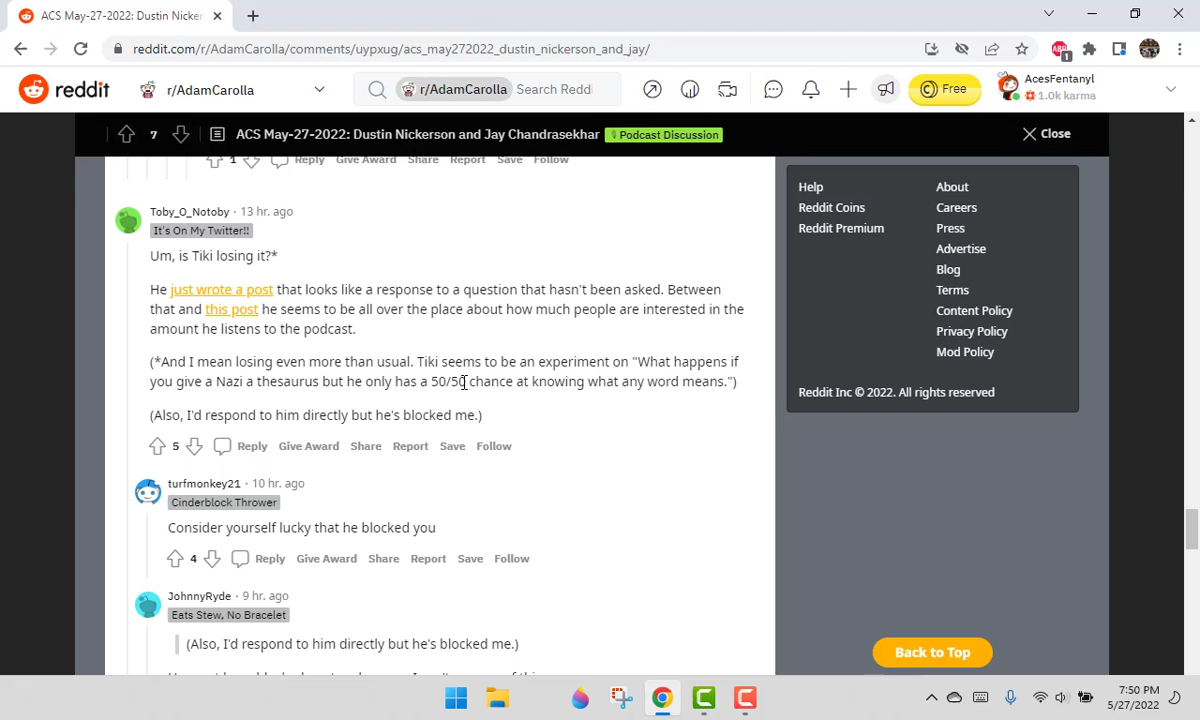 ACS May-27-2022: Dustin Nicker
reddit.com/r/AdamCarolla/comments/uypxug/acs_may272022_dustin_nickerson_and_jay/
1
reddit
r/AdamCarolla
r/AdamCarolla Search Reddi
Free
AcesFentanyl
1.0k karma
7
ACS May-27-2022: Dustin Nickerson and Jay Chandrasekhar
Podcast Discussion
Close
1 Reply Give Award Share Report Save Follow
Toby_O_Notoby · 13 hr. ago
It's On My Twitter!!
Um, is Tiki losing it?*
He just wrote a post that looks like a response to a question that hasn't been asked. Between
that and this post he seems to be all over the place about how much people are interested in the
amount he listens to the podcast.
(*And I mean losing even more than usual. Tiki seems to be an experiment on "What happens if
you give a Nazi a thesaurus but he only has a 50/50 chance at knowing what any word means.")
(Also, I'd respond to him directly but he's blocked me.)
5 Reply Give Award Share Report Save Follow
turfmonkey21 · 10 hr. ago
Cinderblock Thrower
Consider yourself lucky that he blocked you
4 Reply Give Award Share Report Save Follow
JohnnyRyde · 9 hr. ago
Eats Stew, No Bracelet
(Also, I'd respond to him directly but he's blocked me.)
Help
About
Reddit Coins
Careers
Reddit Premium
Press
Advertise
Blog
Terms
Content Policy
Privacy Policy
Mod Policy
Reddit Inc © 2022. All rights reserved
Back to Top
7:50 PM
5/27/2022